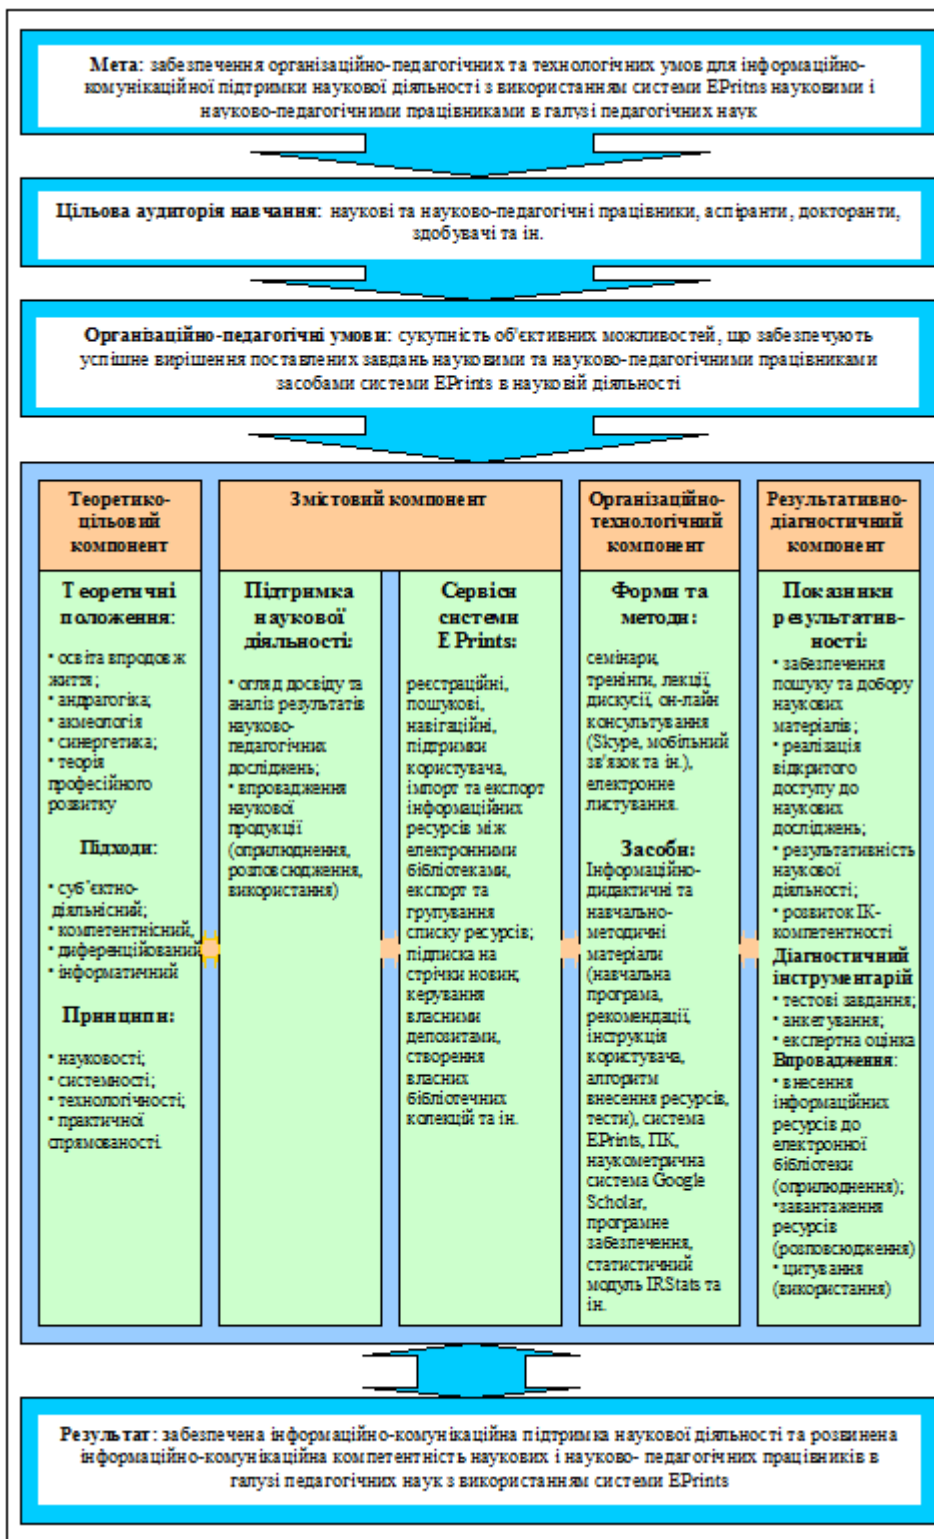 Мета: забезпечення організаційно-педагогічних та технологічних умов для інформаційно-
комунікаційної підтримки наукової діяльності з використанням системи EPritns науковими і
науково-педагогічними працівниками в галузі педагогічних наук
Цільова аудиторія навчання: наукові та науково-педагогічні працівники, аспіранти, докторанти,
здобувачі та ін.
Організаційно-педагогічні умови: сукупність об'єктивних можливостей, що забезпечують
успішне вирішення поставлених завдань науковими та науково-педагогічними працівниками
засобами системи EPrints в науковій діяльності
Теоретико-
цільовий
компонент
Теоретичні
положення:
• освіта впродовж
життя;
• андрагогіка;
• акмеологія
• синергетика;
• теорія
професійного
розвитку
Підходи:
• суб'єктно-
діяльнісний;
• компетентнісний,
• диференційований
• інформатичний
Принципи:
• науковості;
• системності;
• технологічності;
• практичної
спрямованості.
Змістовий компонент
Підтримка
наукової
діяльності:
• огляд досвіду та
аналіз результатів
науково-
педагогічних
досліджень;
• впровадження
наукової
продукції
(оприлюднення,
розповсюдження,
використання)
Сервіси
системи
EPrints:
реєстраційні,
пошукові,
навігаційні,
підтримки
користувача,
імпорт та експорт
інформаційних
ресурсів між
електронними
бібліотеками,
експорт та
групування
списку ресурсів;
підписка на
стрічки новин;
керування
власними
депозитами,
створення
власних
бібліотечних
колекцій та ін.
Організаційно-
технологічний
компонент
Форми та
методи:
семінари,
тренінги, лекції,
дискусії, он-лайн
консультування
(Skype, мобільний
зв'язок та ін.),
електронне
листування.
Засоби:
Інформаційно-
дидактичні та
навчально-
методичні
матеріали
(навчальна
програма,
рекомендації,
інструкція
користувача,
алгоритм
внесення ресурсів,
тести), система
EPrints, ПК,
наукометрична
система Google
Scholar,
програмне
забезпечення,
статистичний
модуль IRStats та
ін.
Результативно-
діагностичний
компонент
Показники
результатив-
ності:
• забезпечення
пошуку та добору
наукових
матеріалів;
• реалізація
відкритого
доступу до
наукових
досліджень;
• результативність
наукової
діяльності;
• розвиток ІК-
компетентності
Діагностичний
інструментарій
• тестові завдання;
• анкетування;
• експертна оцінка
Впровадження:
• внесення
інформаційних
ресурсів до
електронної
бібліотеки
(оприлюднення);
•завантаження
ресурсів
(розповсюдження)
• цитування
(використання)
Результат: забезпечена інформаційно-комунікаційна підтримка наукової діяльності та розвинена
інформаційно-комунікаційна компетентність наукових і науково- педагогічних працівників в
галузі педагогічних наук з використанням системи EPrints